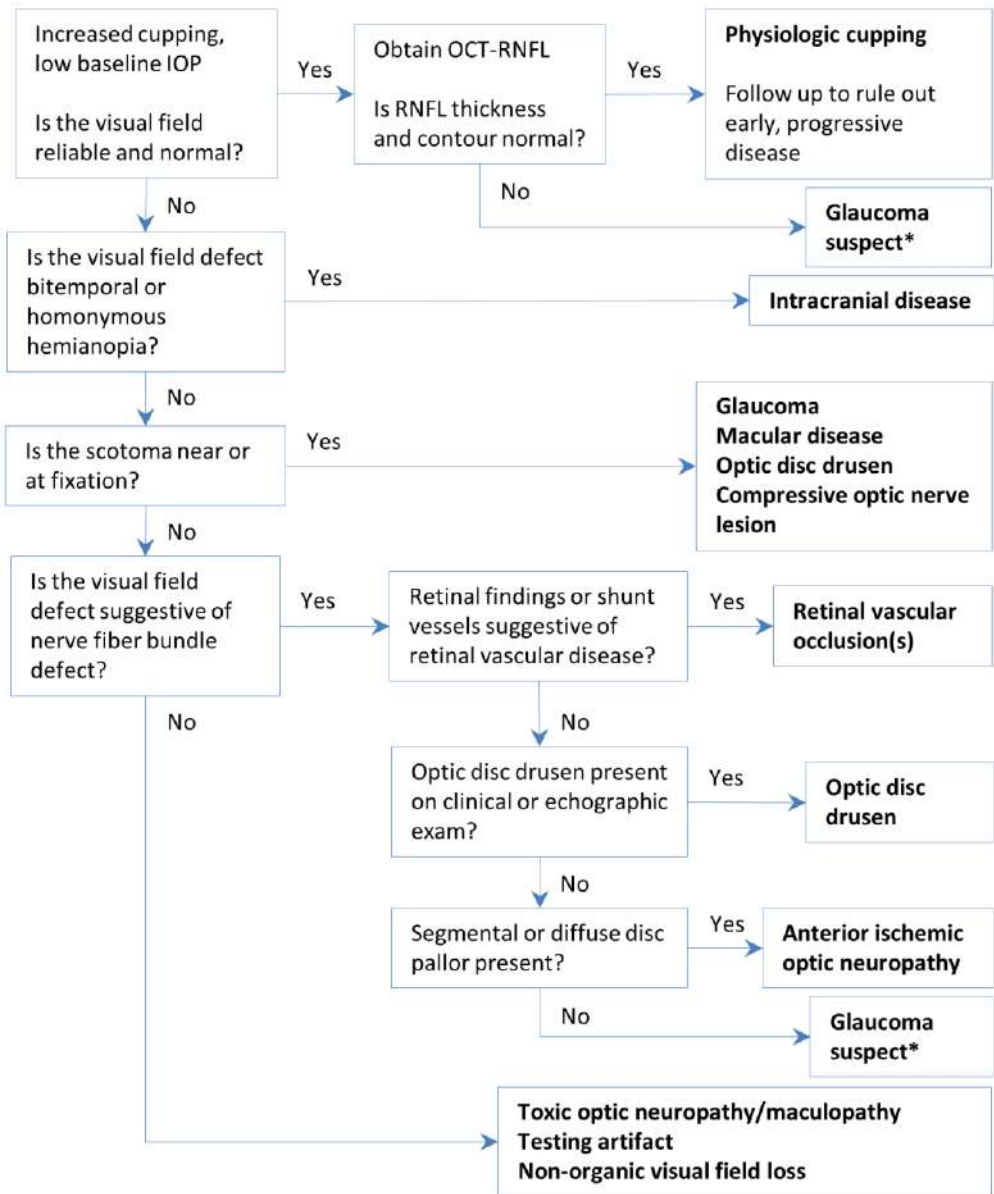 Increased cupping,
low baseline IOP
Is the visual field
reliable and normal?
Yes
Obtain OCT-RNFL
Is RNFL thickness
and contour normal?
Yes
Physiologic cupping
Follow up to rule out
early, progressive
disease
No
No
Glaucoma
suspect*
Is the visual field defect
bitemporal or
homonymous
hemianopia?
Yes
Intracranial disease
No
Is the scotoma near or
at fixation?
Yes
Glaucoma
Macular disease
Optic disc drusen
Compressive optic nerve
lesion
No
Is the visual field
defect suggestive of
nerve fiber bundle
defect?
Yes
Retinal findings or shunt
vessels suggestive of
retinal vascular disease?
Yes
Retinal vascular
occlusion(s)
No
No
Optic disc drusen present
on clinical or echographic
exam?
Yes
Optic disc
drusen
No
Segmental or diffuse disc
pallor present?
Yes
Anterior ischemic
optic neuropathy
No
Glaucoma
suspect*
Toxic optic neuropathy/maculopathy
Testing artifact
Non-organic visual field loss